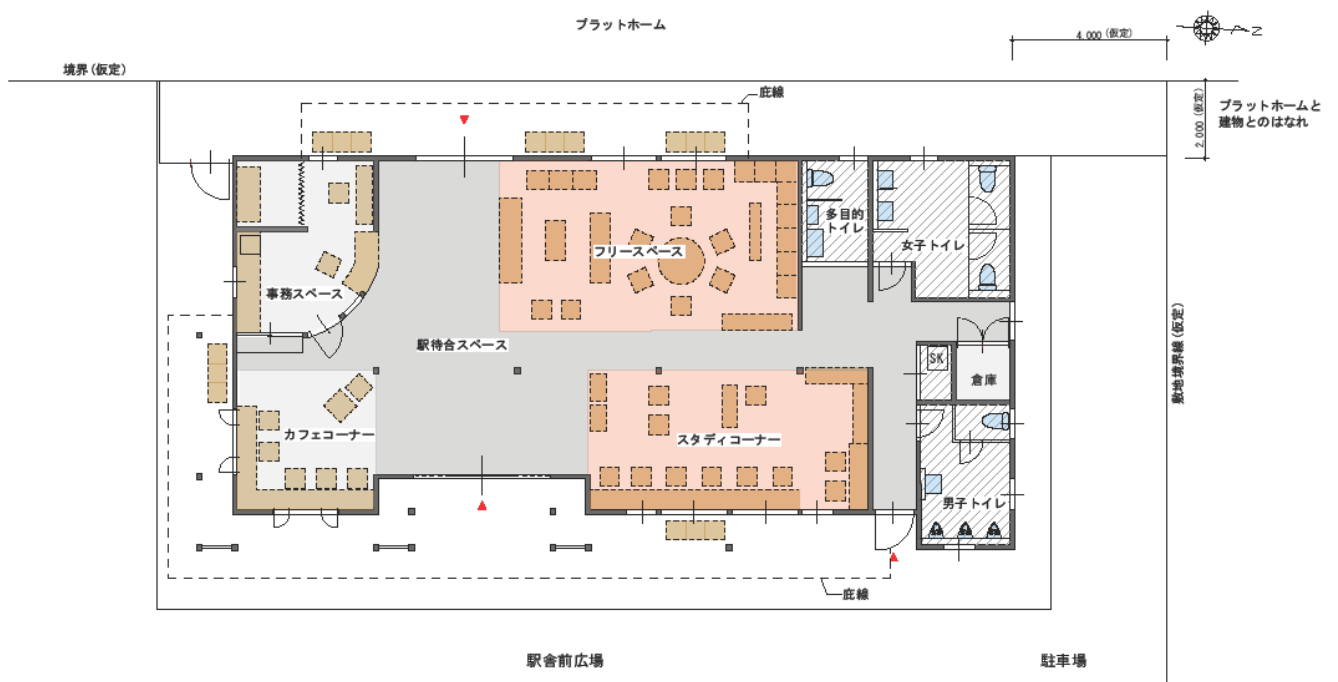 プラットホーム
4,000 (仮定)
N
境界(仮定)
庇線
2,000 (仮定)
プラットホームと
建物とのはなれ
多目的
トイレ
女子トイレ
フリースペース
事務スペース
駅待合スペース
SK
倉庫
敷地境界線(仮定)
カフェコーナー
スタディコーナー
男子トイレ
庇線
駅舎前広場
駐車場